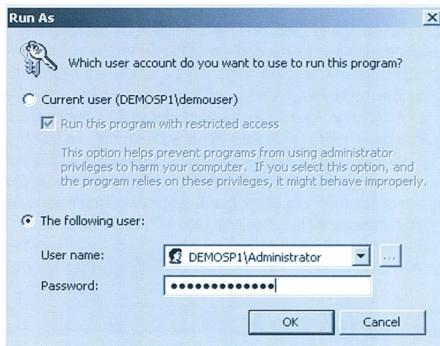 Run As
Which user account do you want to use to run this program?
Current user (DEMOSP1\demouser)
Run this program with restricted access
This option helps prevent programs from using administrator
privileges to harm your computer. If you select this option, and
the program relies on these privileges, it might behave improperly.
The following user:
User name:
DEMOSP1\Administrator
...
Password:
●●●●●●●●●●●●●
OK
Cancel